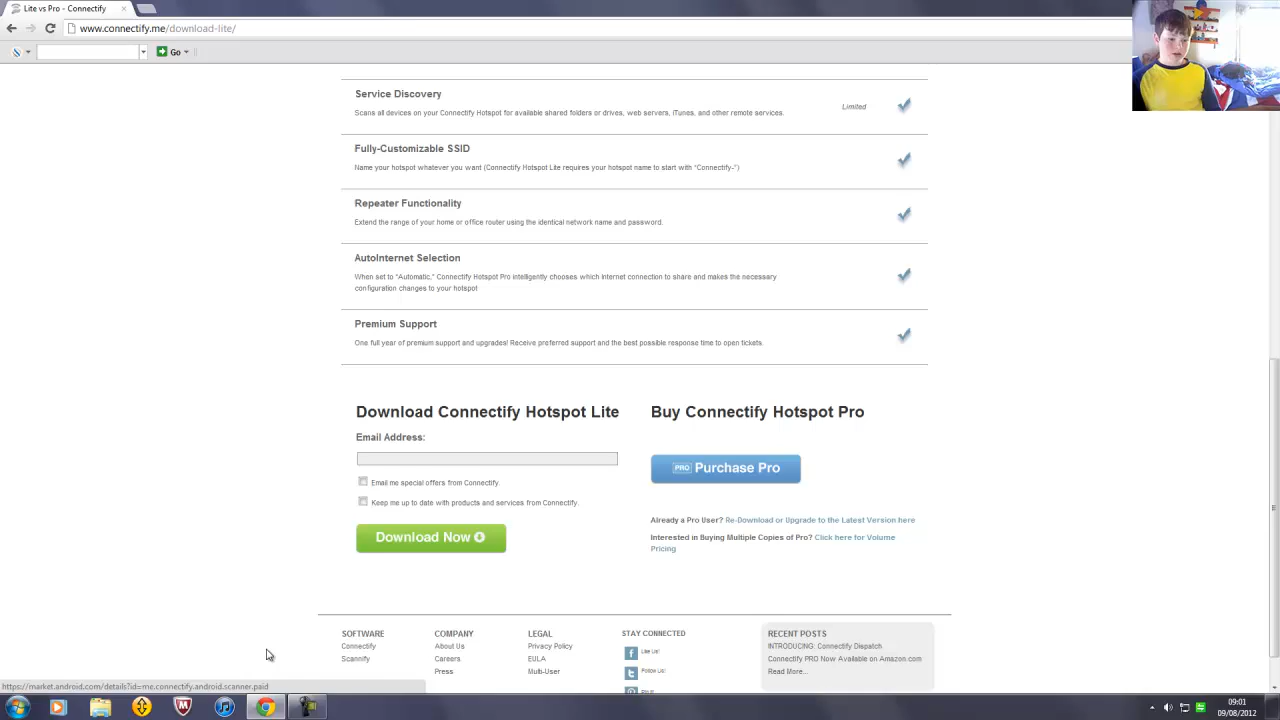 Lite vs Pro - Connectify
www.connectify.me/download-lite/
Go
Service Discovery
Scans all devices on your Connectify Hotspot for available shared folders or drives, web servers, iTunes, and other remote services.
Limited
Fully-Customizable SSID
Name your hotspot whatever you want (Connectify Hotspot Lite requires your hotspot name to start with "Connectify-")
Repeater Functionality
Extend the range of your home or office router using the identical network name and password.
AutoInternet Selection
When set to "Automatic," Connectify Hotspot Pro intelligently chooses which Internet connection to share and makes the necessary
configuration changes to your hotspot
Premium Support
One full year of premium support and upgrades! Receive preferred support and the best possible response time to open tickets.
Download Connectify Hotspot Lite
Email Address:
Email me special offers from Connectify.
Keep me up to date with products and services from Connectify.
Download Now
Buy Connectify Hotspot Pro
PRO Purchase Pro
Already a Pro User? Re-Download or Upgrade to the Latest Version here
Interested in Buying Multiple Copies of Pro? Click here for Volume
Pricing
SOFTWARE
Connectify
Scannify
COMPANY
About Us
Careers
Press
LEGAL
Privacy Policy
EULA
Multi-User
STAY CONNECTED
Like Us!
Follow Us!
RECENT POSTS
INTRODUCING: Connectify Dispatch
Connectify PRO Now Available on Amazon.com
Read More...
https://market.android.com/details?id=me.connectify.android.scanner.paid
09:01
09/08/2012